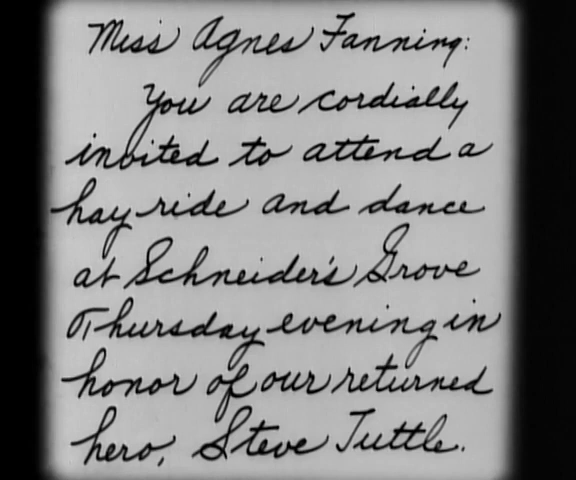 Miss Agnes Fanning:
You are cordially
invited to attend a
hay ride and dance
at Schneider's Grove
Thursday evening in
honor of our returned
hero, Steve Tuttle.